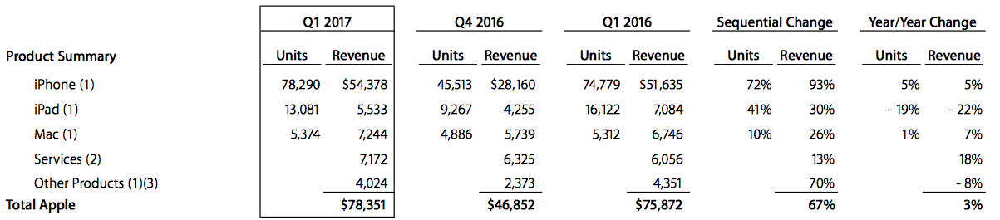 Q1 2017 Q4 2016 Q1 2016 Sequential Change Year/Year Change
Product Summary Units Revenue Units Revenue Units Revenue Units Revenue Units Revenue
iPhone (1) 78,290 $54,378 45,513 $28,160 74,779 $51,635 72% 93% 5% 5%
iPad (1) 13,081 5,533 9,267 4,255 16,122 7,084 41% 30% - 19% - 22%
Mac (1) 5,374 7,244 4,886 5,739 5,312 6,746 10% 26% 1% 7%
Services (2) 7,172 6,325 6,056 13% 18%
Other Products (1)(3) 4,024 2,373 4,351 70% - 8%
Total Apple $78,351 $46,852 $75,872 67% 3%